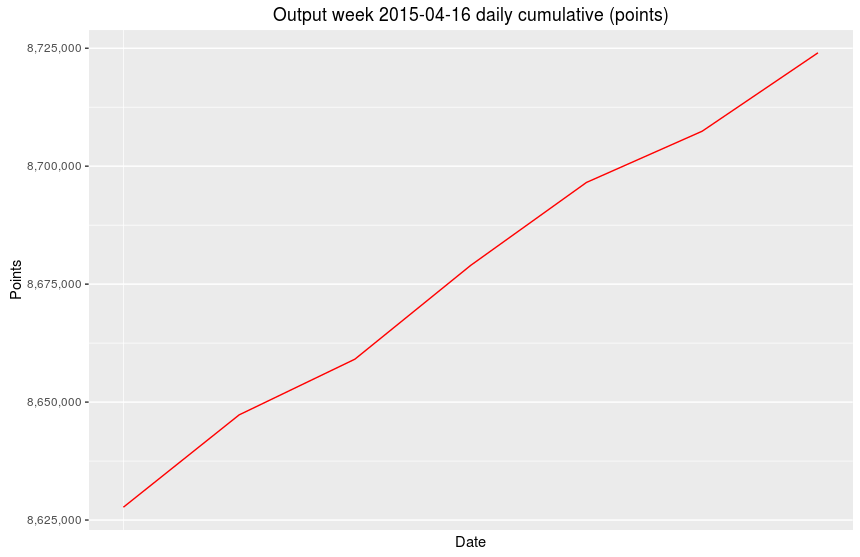 Output week 2015-04-16 daily cumulative (points)
8,725,000
8,700,000
8,675,000
8,650,000
8,625,000
Points
Date